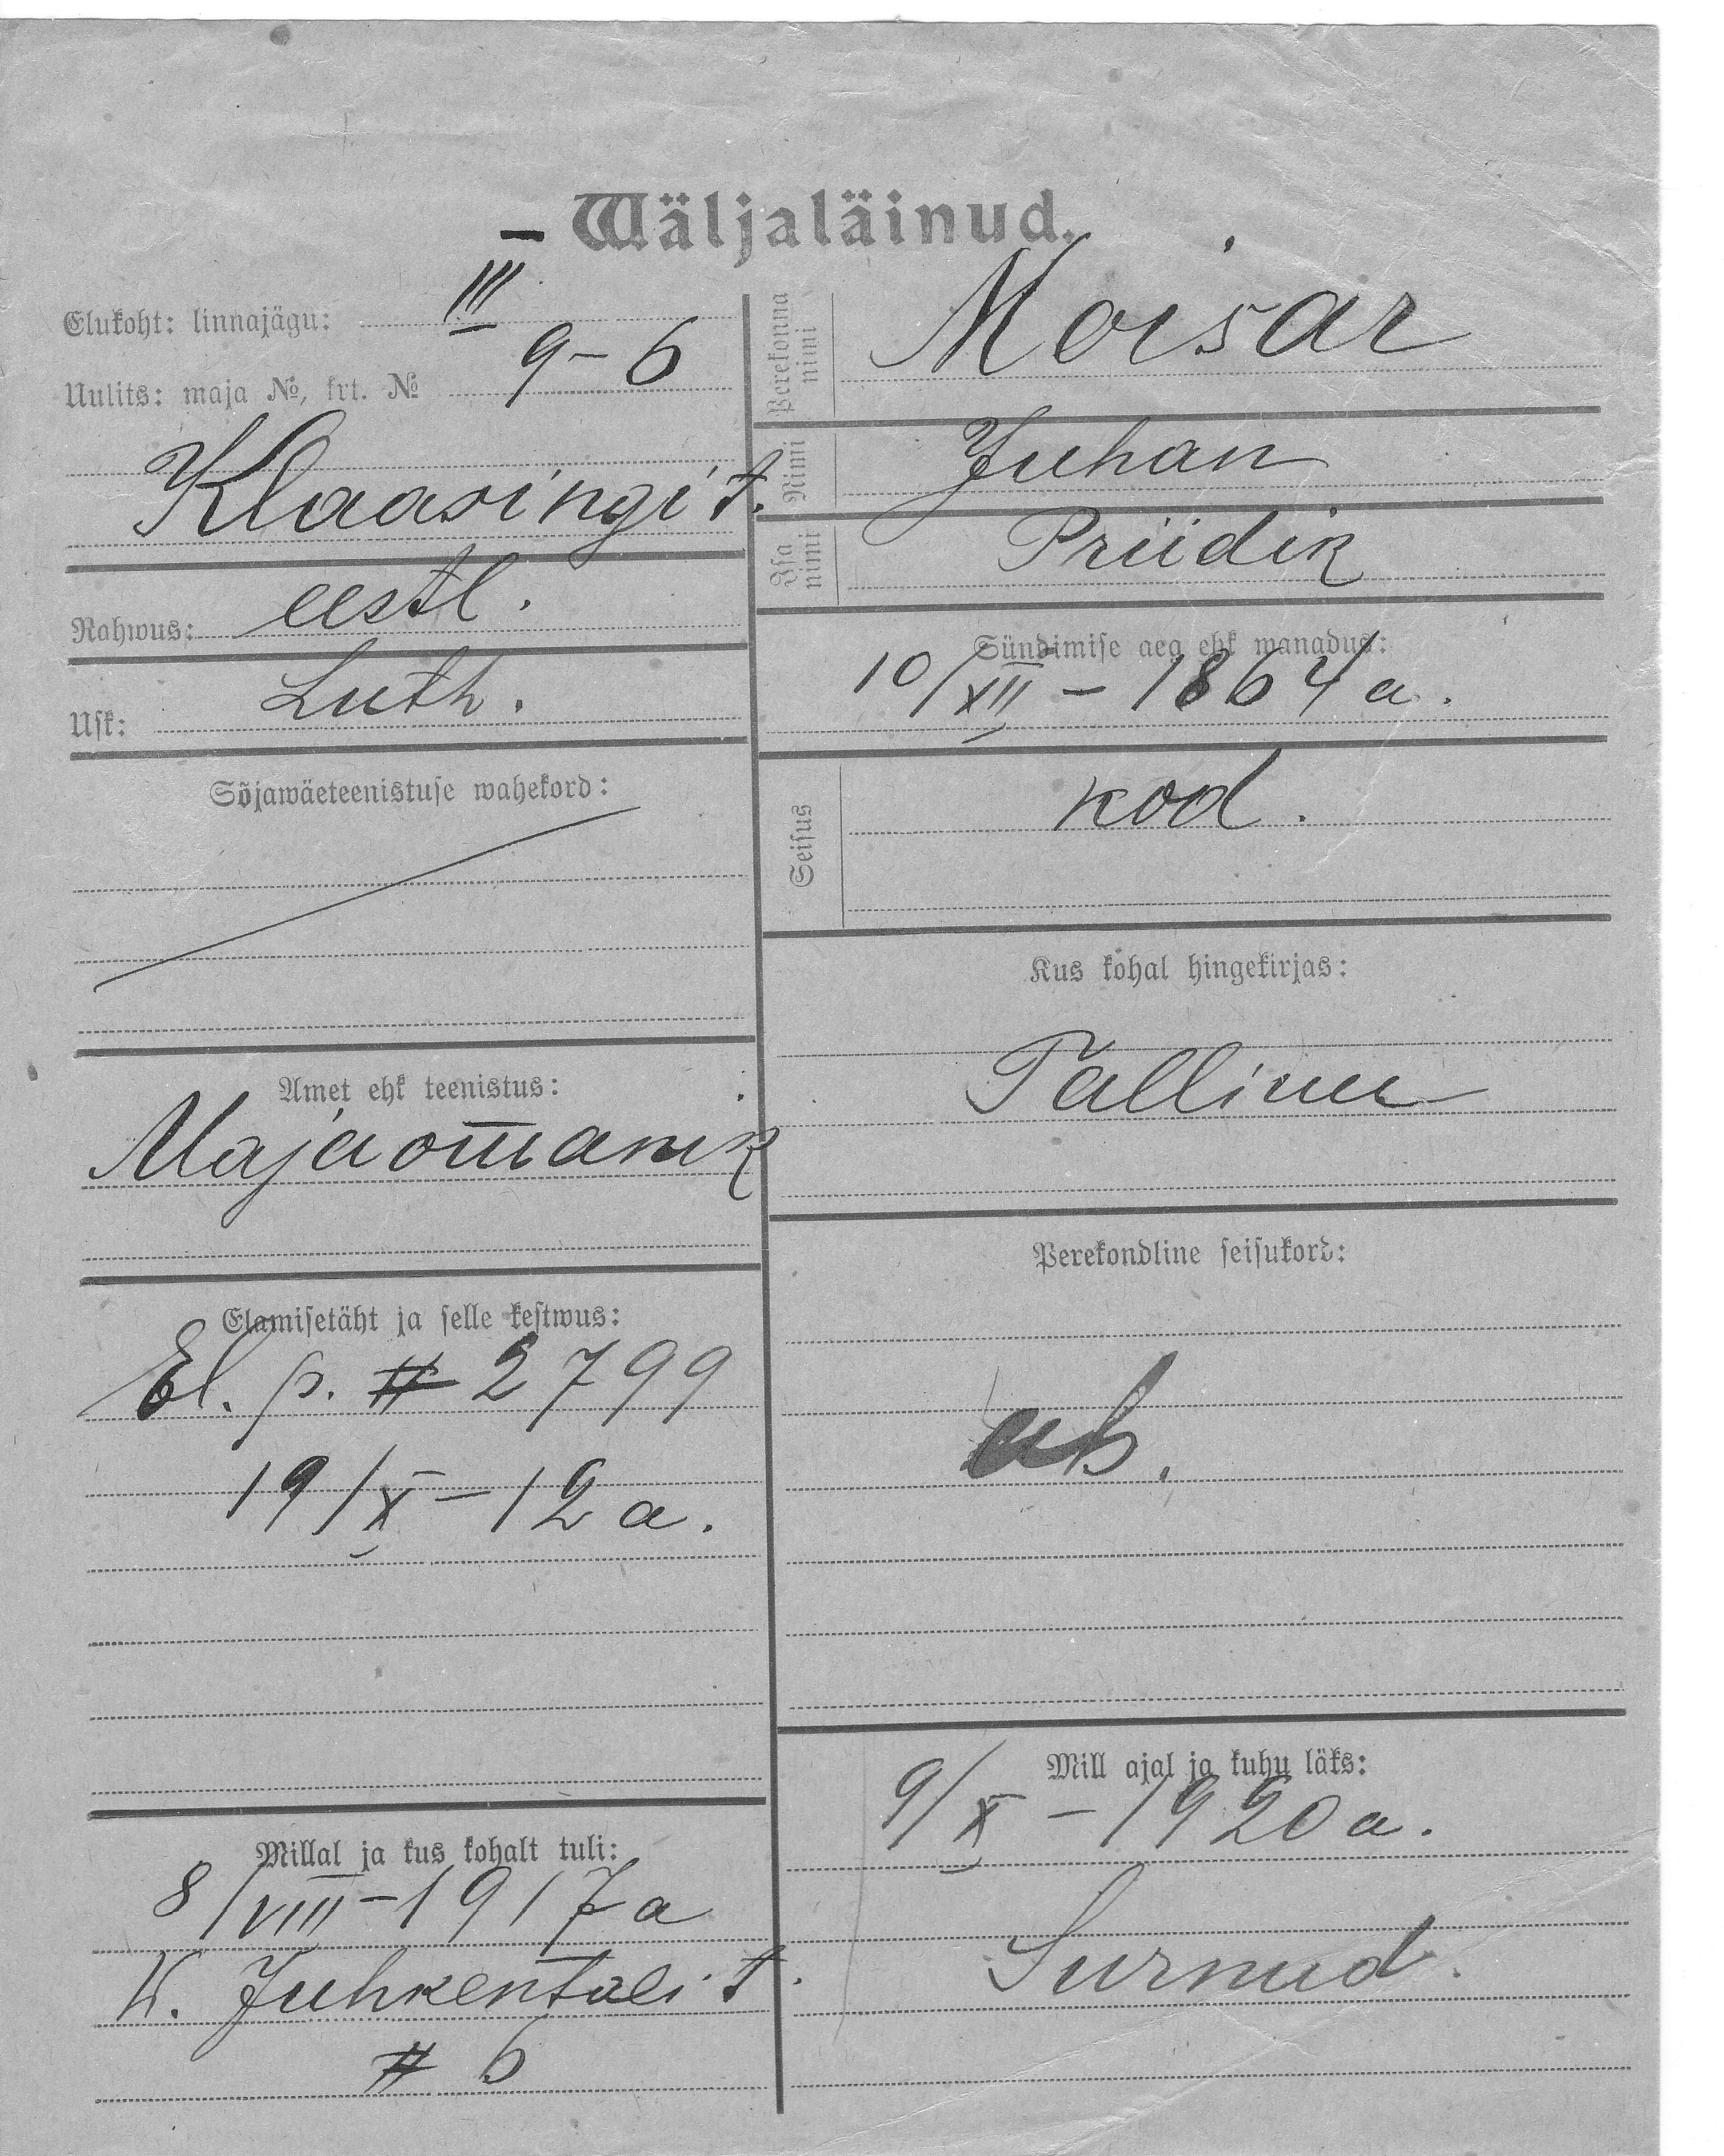 — Wäljaläinud.
Elukoht: linnajägu: III
Uulits: maja №, krt. № 9-6
Klaasingi t.
Rahwus: eestl.
Usk: Luth.
Sõjawäeteenistuse wahekord:
Amet ehk teenistus:
Majaomanik
Elamisetäht ja selle kestwus:
El. p. # 2799
19/X - 12 a.
Millal ja kus kohalt tuli:
8/VIII - 1917 a
W. Juhkentali t.
# 6
Perekonna nimi Moisar
Nimi Juhan
Isa nimi Priidik
Sündimise aeg ehk wanadus:
10/XII - 1864 a.
Seisus kod.
Kus kohal hingekirjas:
Tallinn
Perekondline seisukord:
ab.
Mill ajal ja kuhu läks:
9/X - 1920 a.
Surnud.